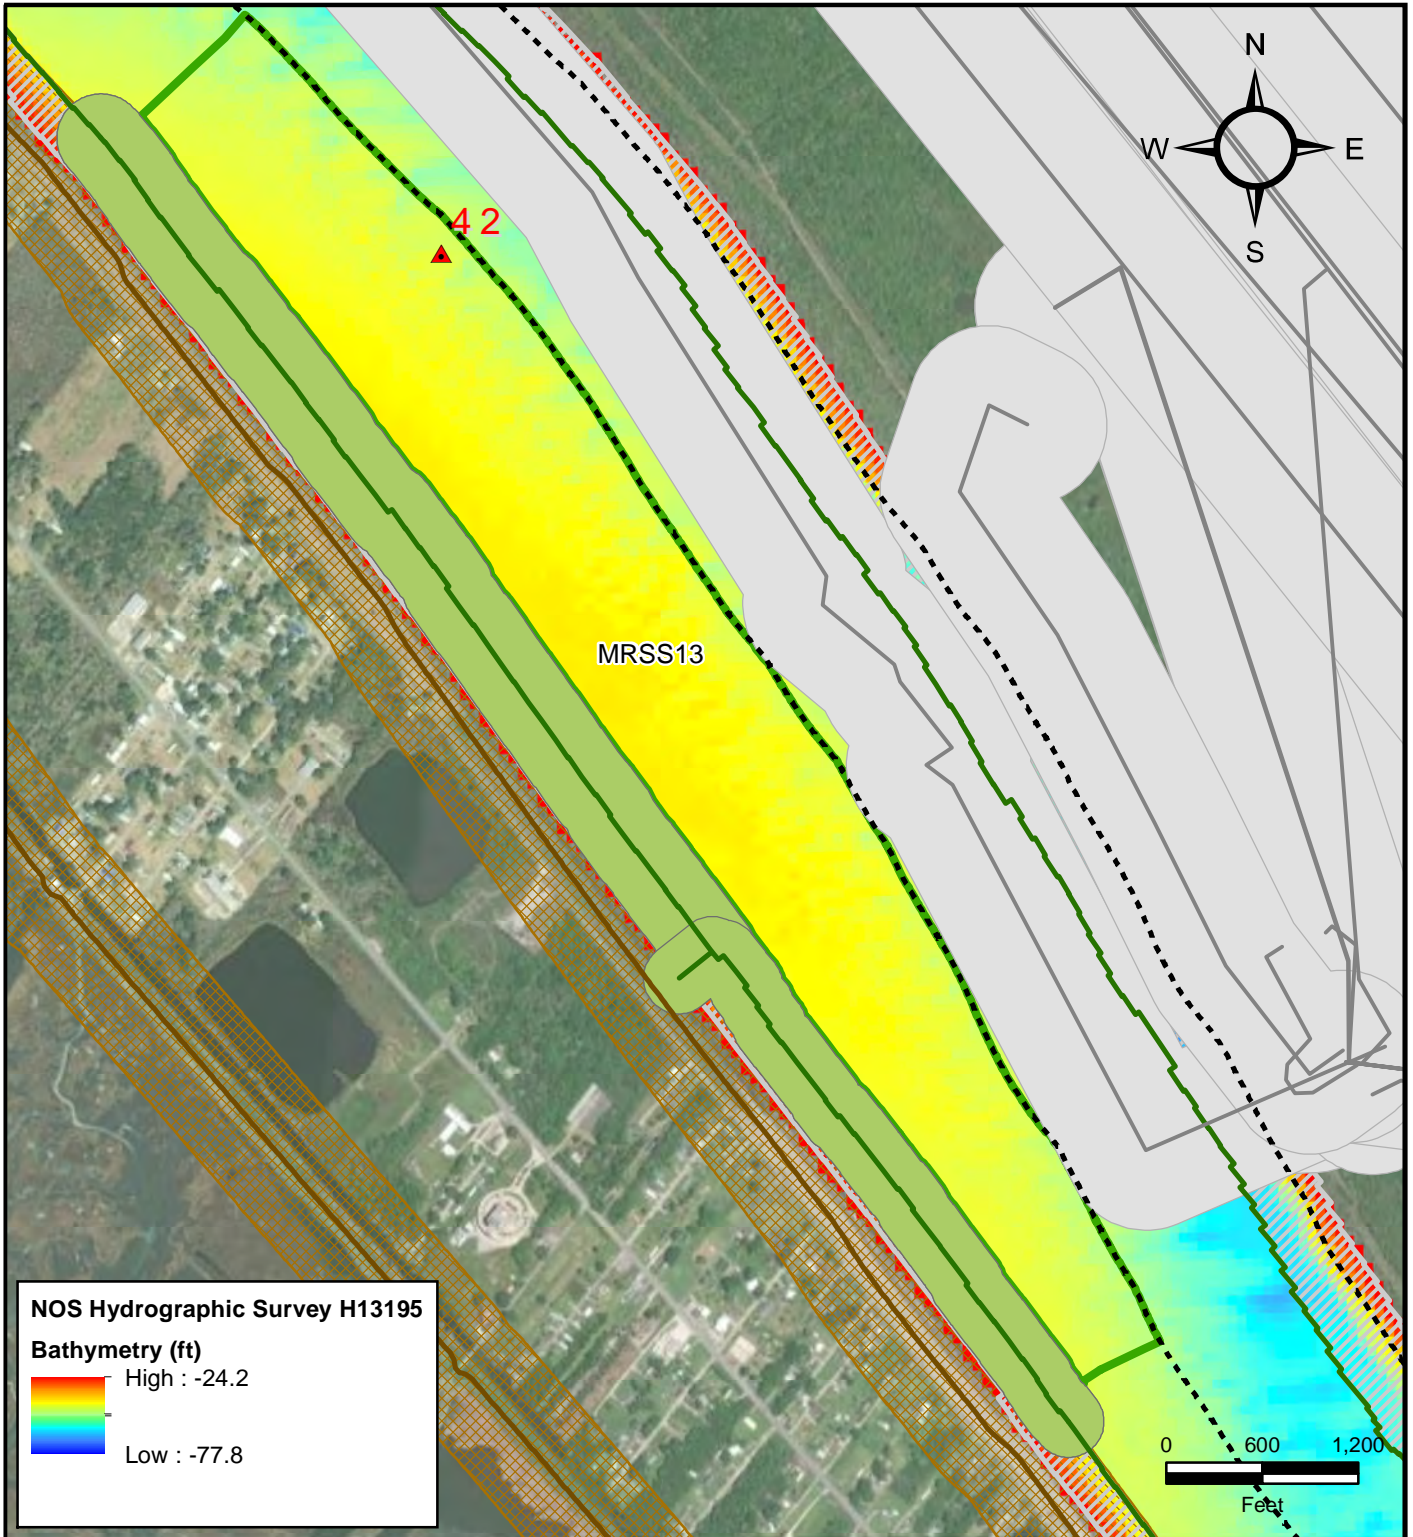 N
W
E
S
4 2
MRSS13
NOS Hydrographic Survey H13195
Bathymetry (ft)
High : -24.2
Low : -77.8
0 600 1,200
Feet